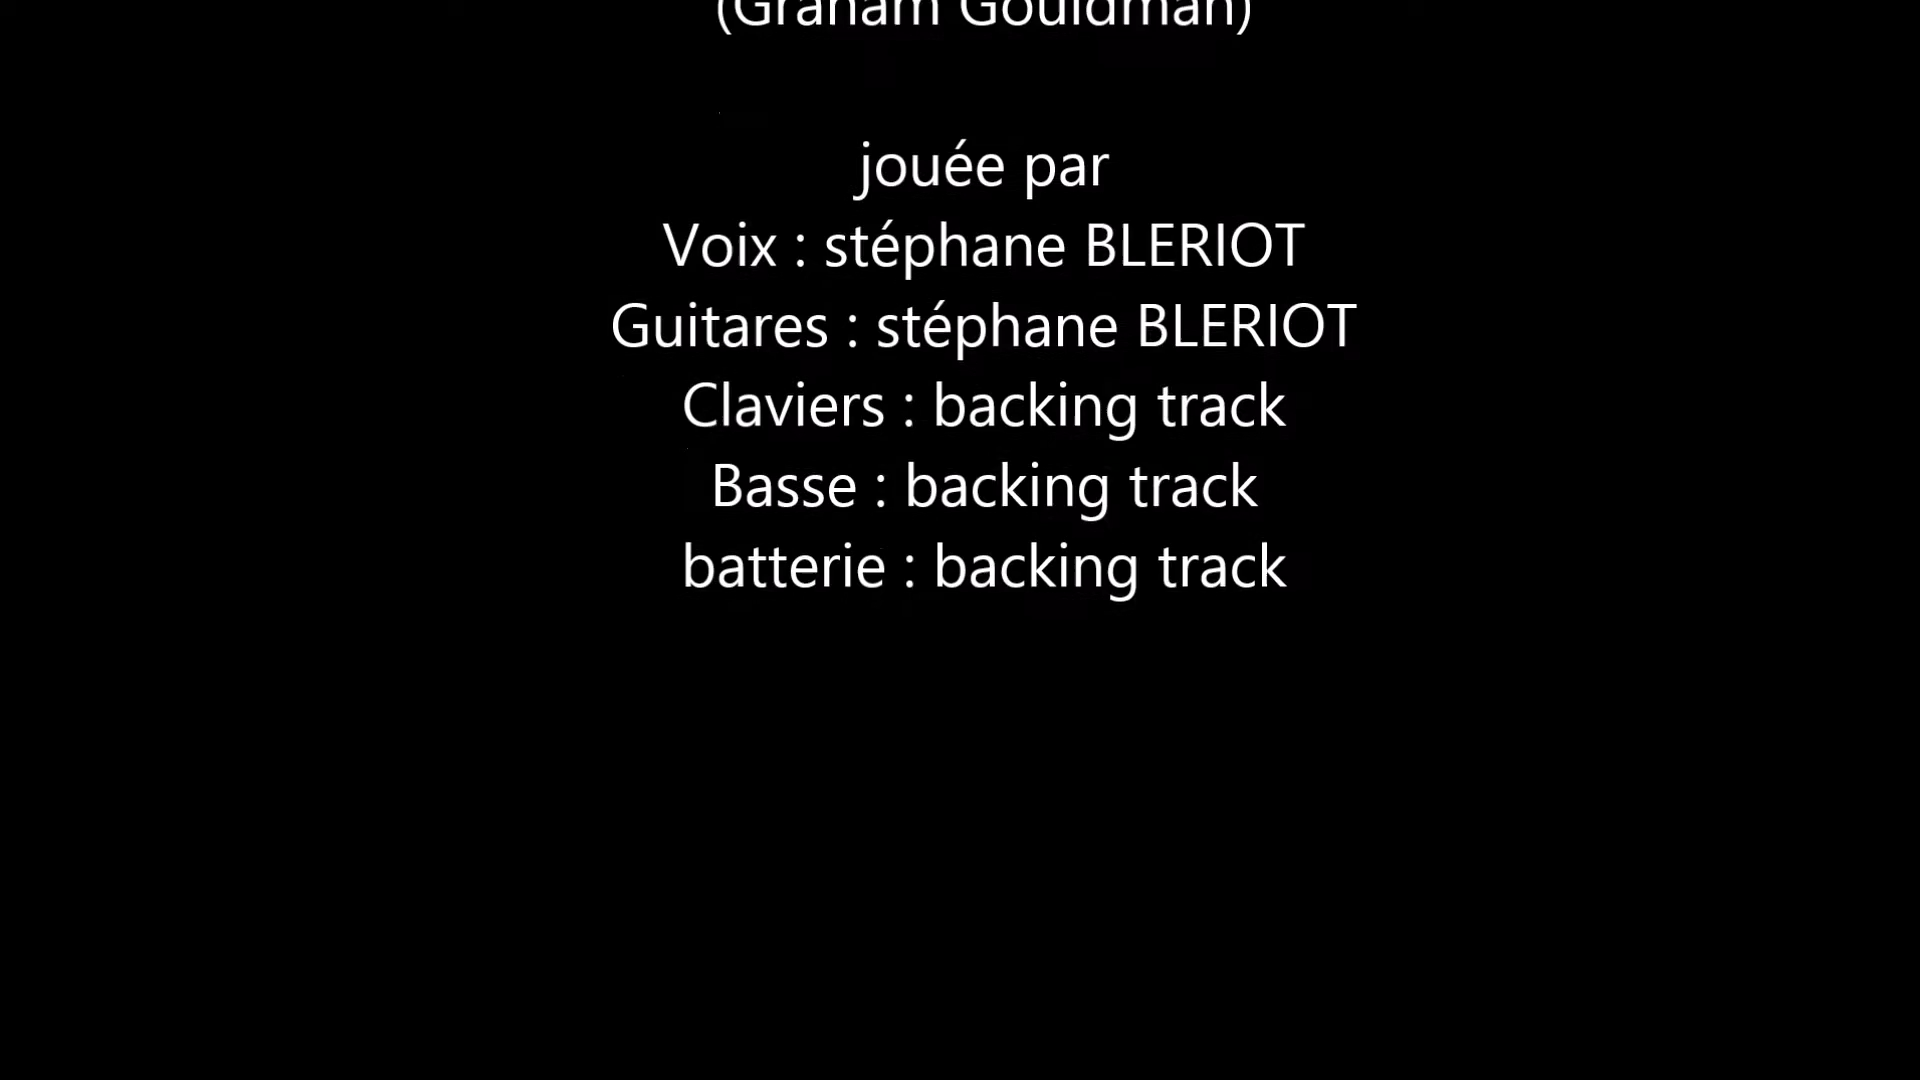 (Graham Gouldman)
jouée par
Voix : stéphane BLERIOT
Guitares : stéphane BLERIOT
Claviers : backing track
Basse : backing track
batterie : backing track